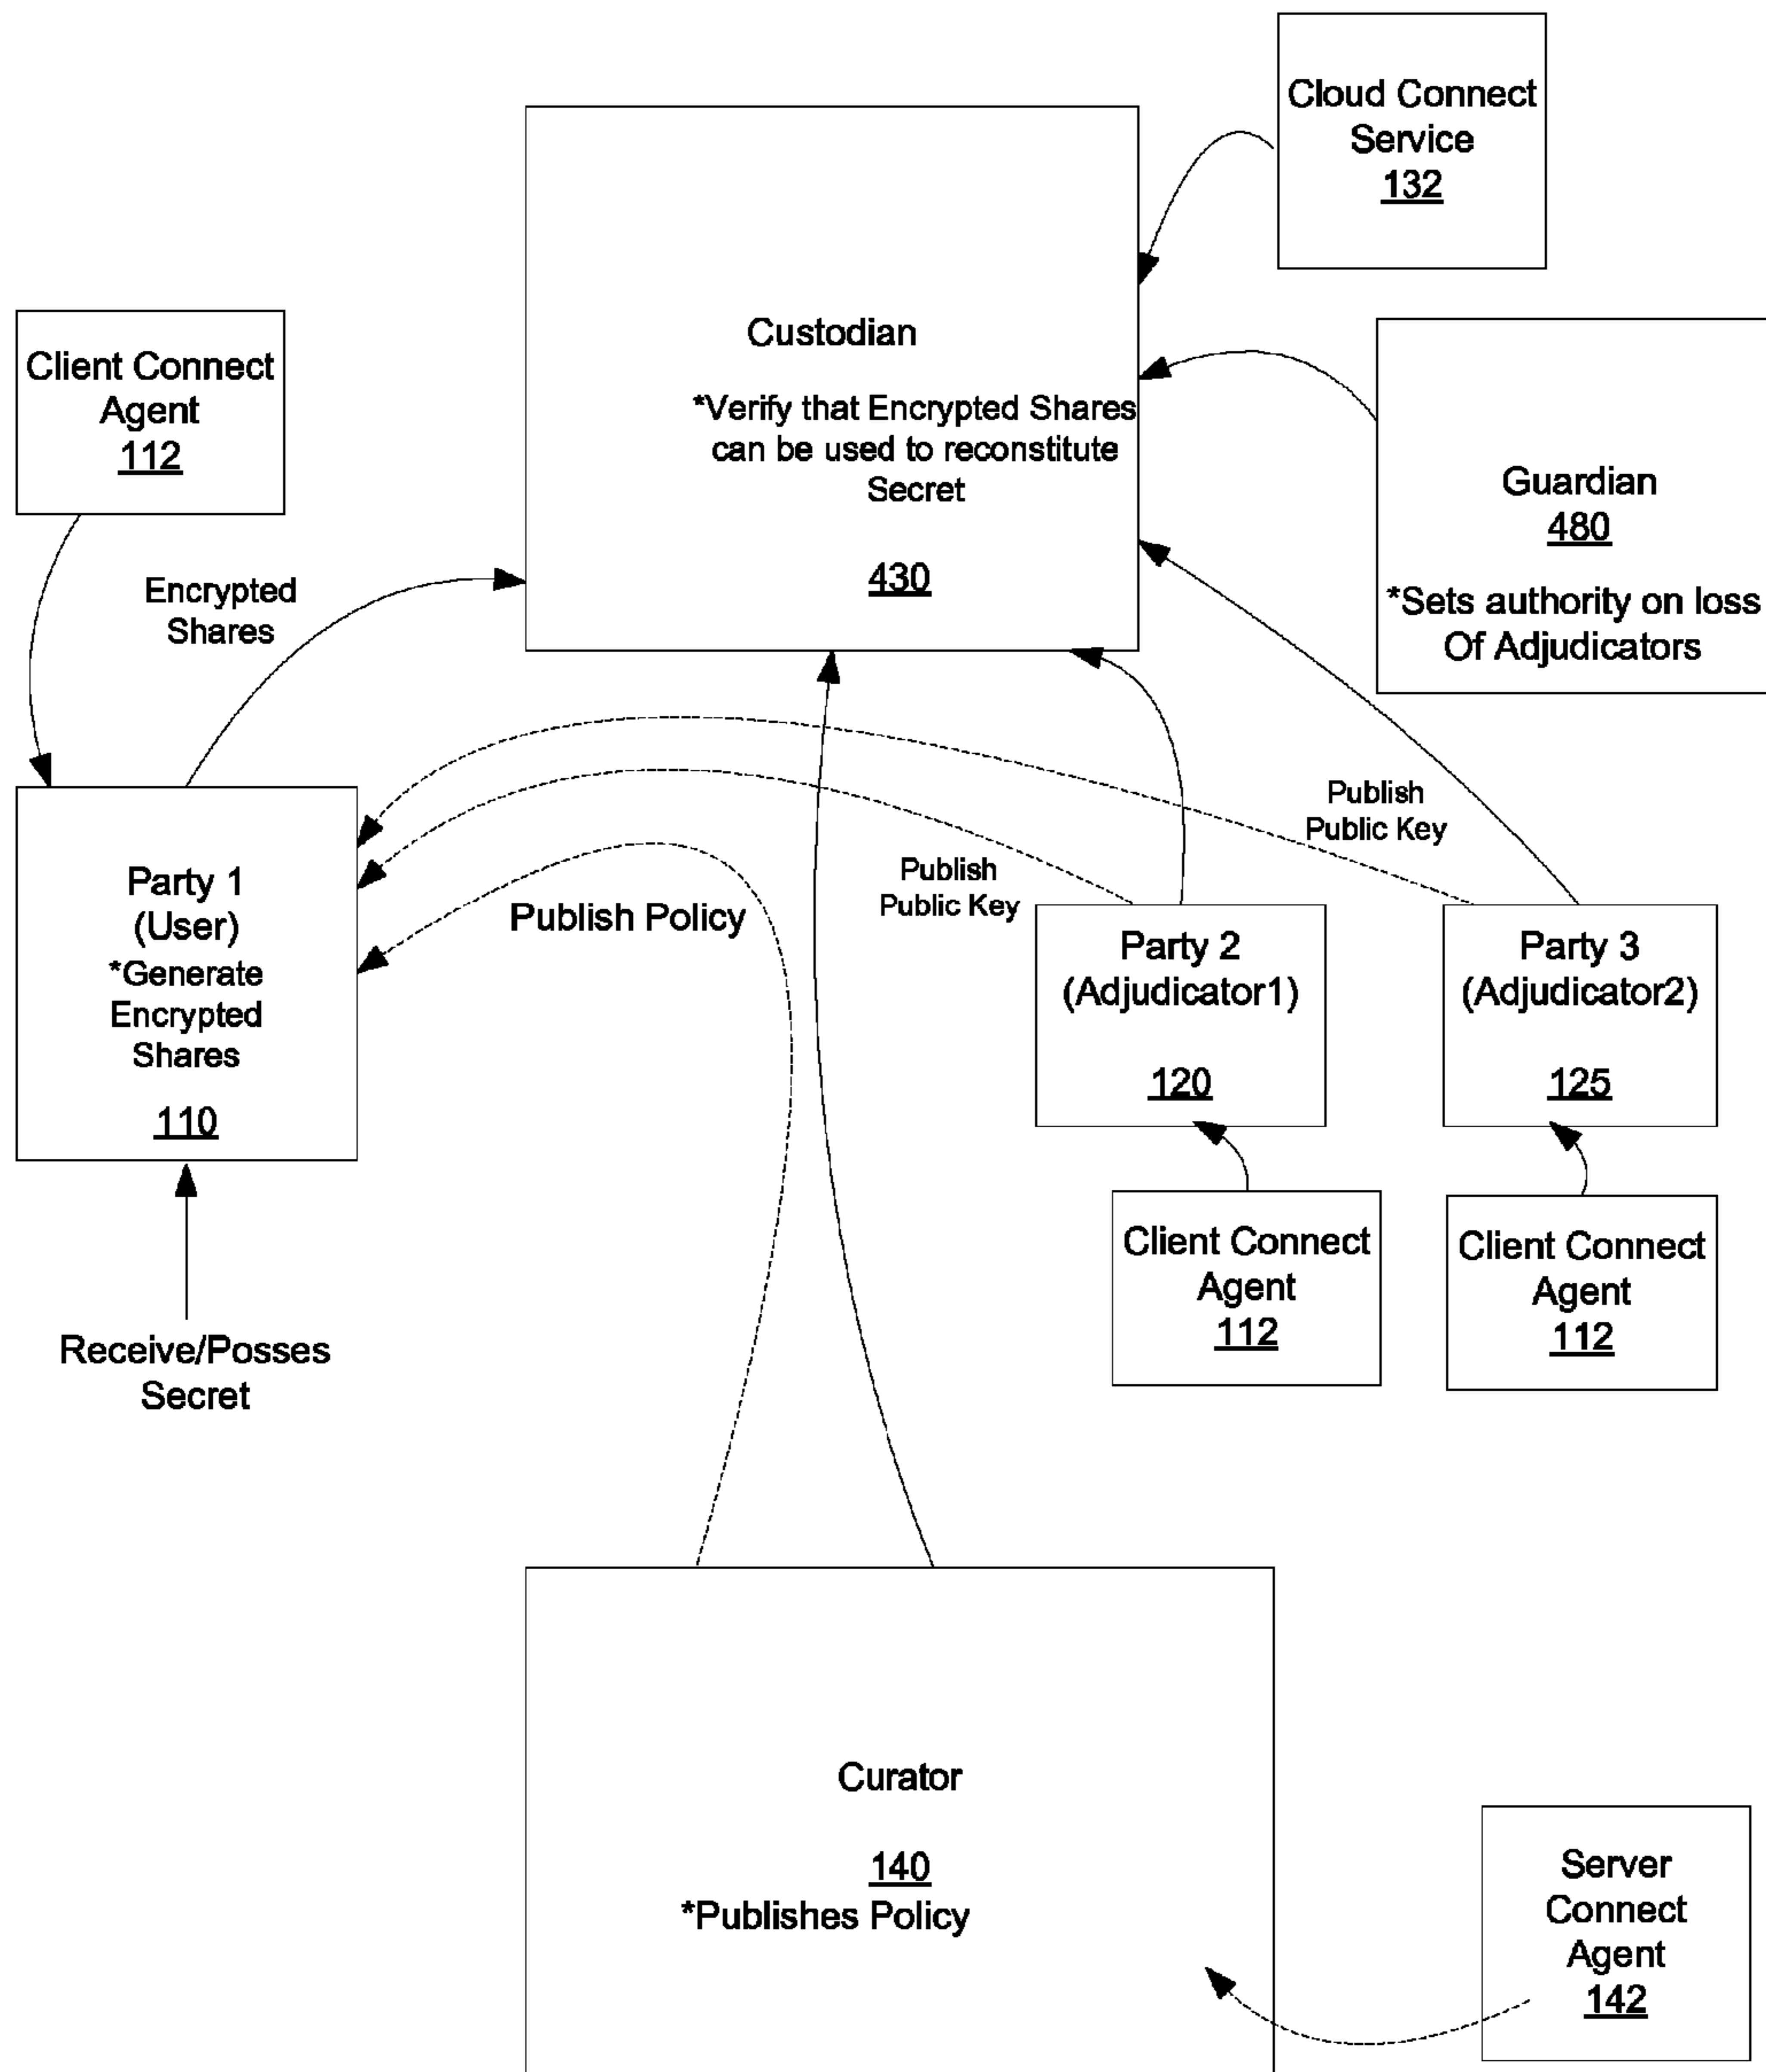 Cloud Connect
Service
132
Custodian
*Verify that Encrypted Shares
can be used to reconstitute
Secret
430
Client Connect
Agent
112
Guardian
480
*Sets authority on loss
Of Adjudicators
Encrypted
Shares
Party 1
(User)
*Generate
Encrypted
Shares
110
Publish Policy
Publish
Public Key
Publish
Public Key
Party 2
(Adjudicator1)
120
Party 3
(Adjudicator2)
125
Client Connect
Agent
112
Client Connect
Agent
112
Receive/Posses
Secret
Curator
140
*Publishes Policy
Server
Connect
Agent
142